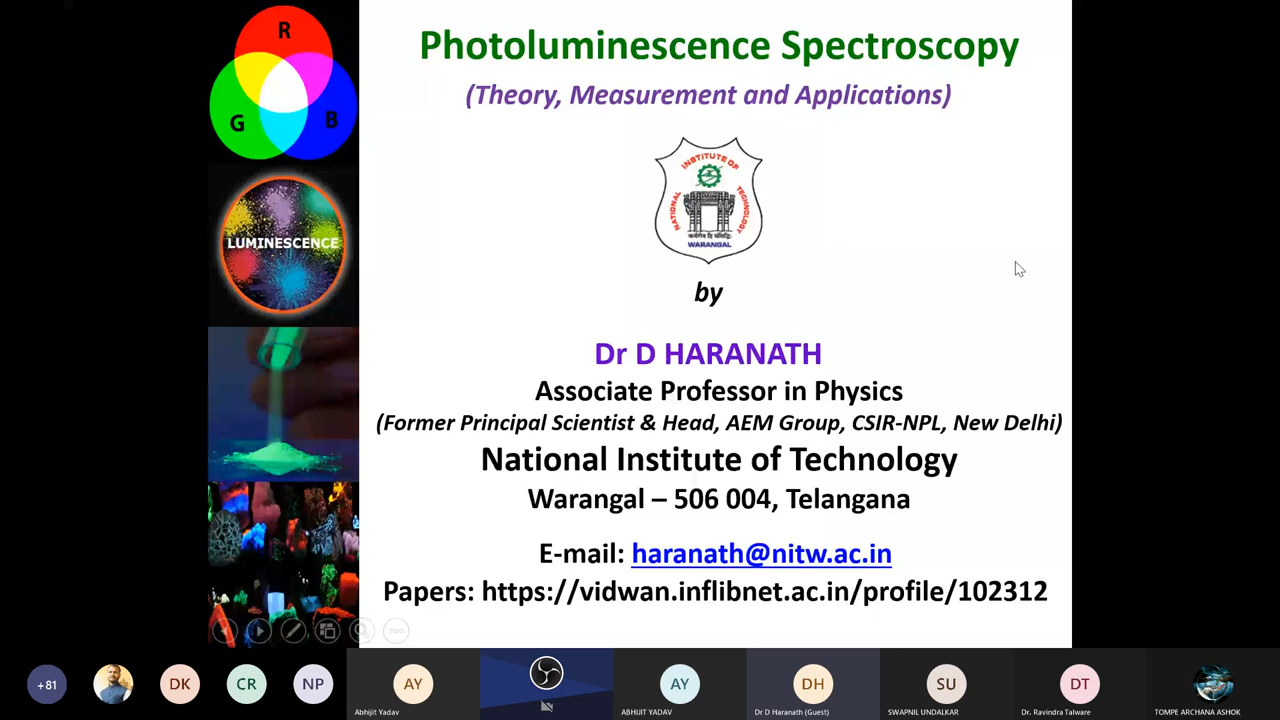 R
G
B
LUMINESCENCE
Photoluminescence Spectroscopy
(Theory, Measurement and Applications)
NATIONAL INSTITUTE OF TECHNOLOGY
WARANGAL
by
Dr D HARANATH
Associate Professor in Physics
(Former Principal Scientist & Head, AEM Group, CSIR-NPL, New Delhi)
National Institute of Technology
Warangal – 506 004, Telangana
E-mail: haranath@nitw.ac.in
Papers: https://vidwan.inflibnet.ac.in/profile/102312
+81
DK
CR
NP
AY
Abhijit Yadav
AY
ABHIJIT YADAV
DH
Dr D Haranath (Guest)
SU
SWAPNIL UNDALKAR
DT
Dr. Ravindra Talware
TOMPE ARCHANA ASHOK